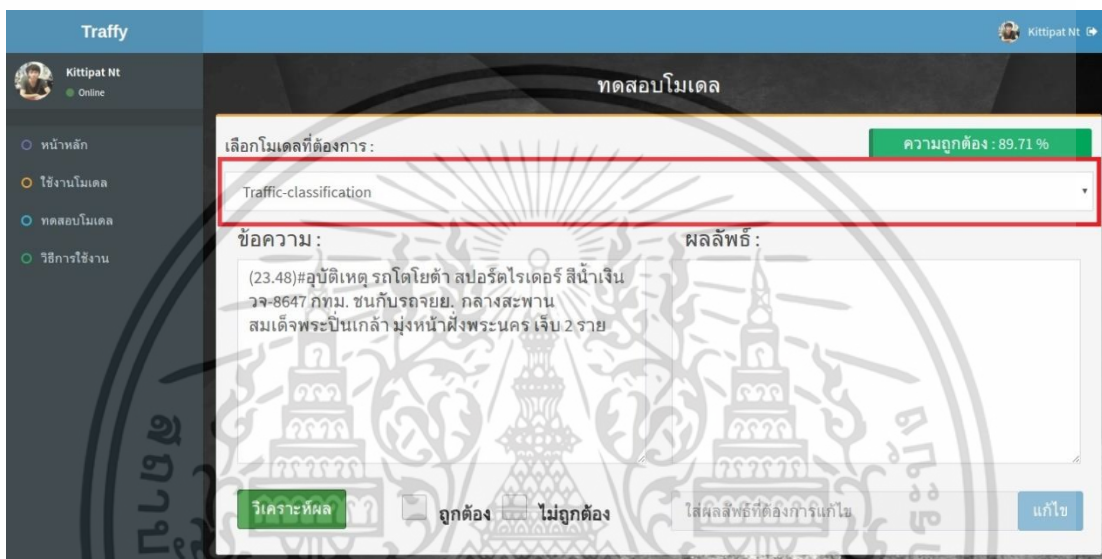 Traffy
Kittipat Nt
Kittipat Nt
Online
หน้าหลัก
ใช้งานโมเดล
ทดสอบโมเดล
วิธีการใช้งาน
ทดสอบโมเดล
เลือกโมเดลที่ต้องการ :
ความถูกต้อง : 89.71 %
Traffic-classification
ข้อความ :
(23.48)#อุบัติเหตุ รถโตโยต้า สปอร์ตไรเดอร์ สีน้ำเงิน
วจ-8647 กทม. ชนกับรถจยย. กลางสะพาน
สมเด็จพระปิ่นเกล้า มุ่งหน้าฝั่งพระนคร เจ็บ 2 ราย
ผลลัพธ์ :
วิเคราะห์ผล
ถูกต้อง
ไม่ถูกต้อง
ใส่ผลลัพธ์ที่ต้องการแก้ไข
แก้ไข